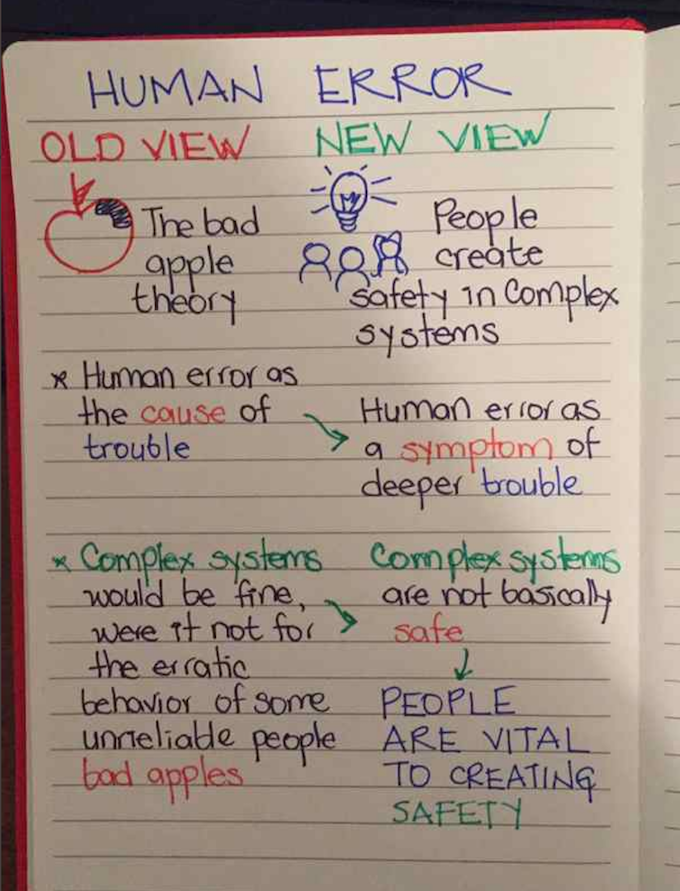 HUMAN ERROR
OLD VIEW
The bad
apple
theory
NEW VIEW
People
create
safety in Complex
systems
* Human error as
the cause of
trouble
Human error as
a symptom of
deeper trouble
* Complex systems
would be fine,
were it not for
the erratic
behavior of some
unreliable people
bad apples
Complex systems
are not basically
safe
PEOPLE
ARE VITAL
TO CREATING
SAFETY